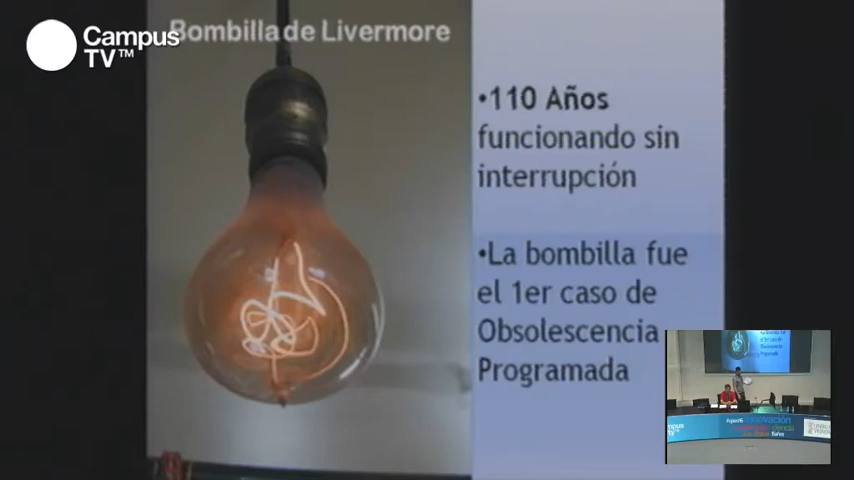 Campus
TV™
Bombilla de Livermore
•110 Años
funcionando sin
interrupción
•La bombilla fue
el 1er caso de
Obsolescencia
Programada